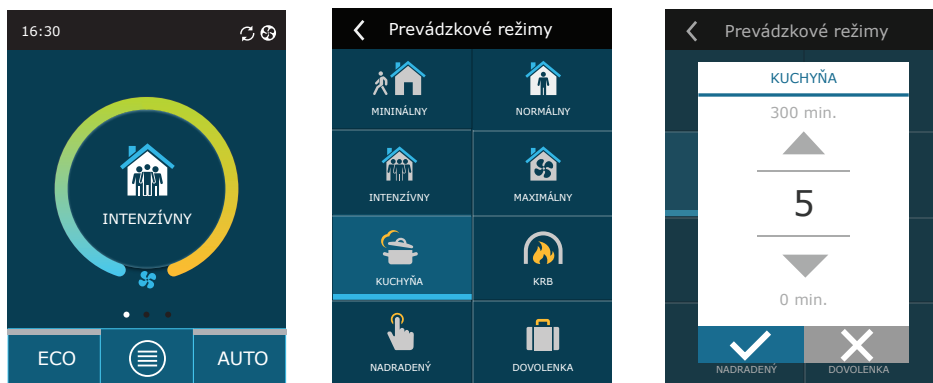 16:30
INTENZÍVNY
ECO
AUTO
Prevádzkové režimy
MININÁLNY
NORMÁLNY
INTENZÍVNY
MAXIMÁLNY
KUCHYŇA
KRB
NADRADENÝ
DOVOLENKA
Prevádzkové režimy
KUCHYŇA
300 min.
5
0 min.
NADRADENÝ
DOVOLENKA